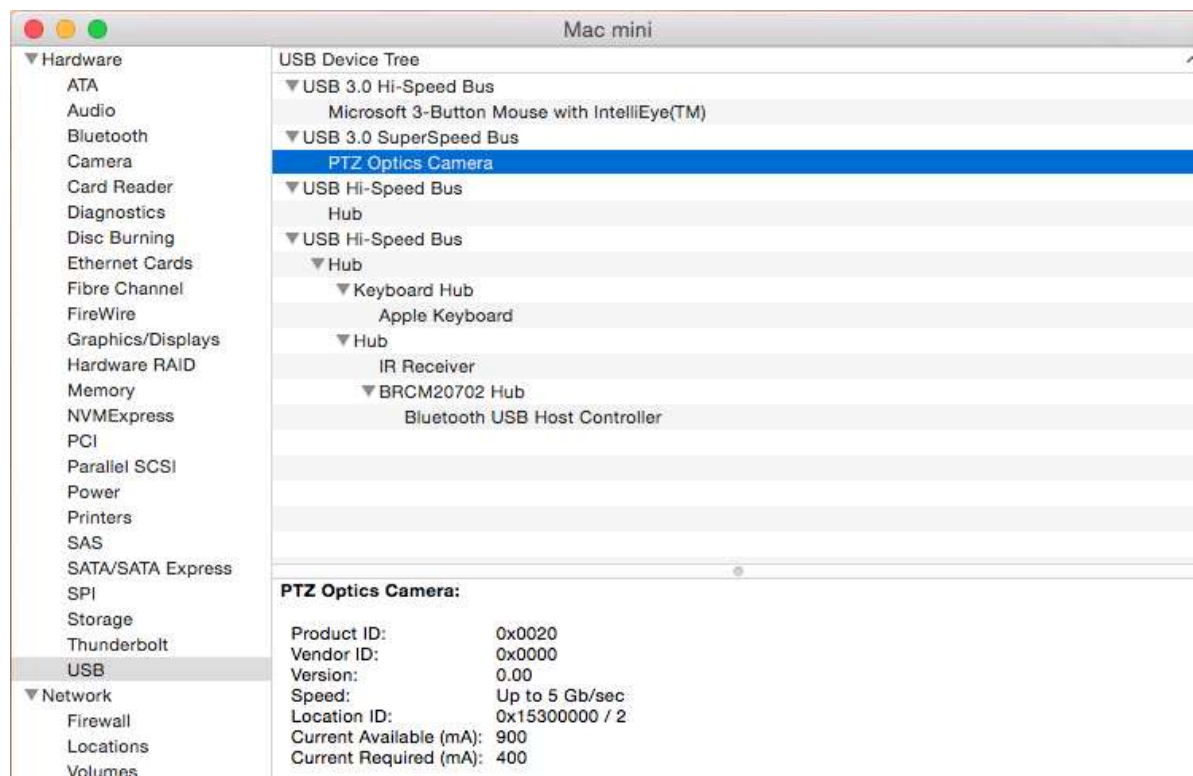 Mac mini
Hardware
ATA
Audio
Bluetooth
Camera
Card Reader
Diagnostics
Disc Burning
Ethernet Cards
Fibre Channel
FireWire
Graphics/Displays
Hardware RAID
Memory
NVMExpress
PCI
Parallel SCSI
Power
Printers
SAS
SATA/SATA Express
SPI
Storage
Thunderbolt
USB
Network
Firewall
Locations
Volumes
USB Device Tree
USB 3.0 Hi-Speed Bus
Microsoft 3-Button Mouse with IntelliEye(TM)
USB 3.0 SuperSpeed Bus
PTZ Optics Camera
USB Hi-Speed Bus
Hub
USB Hi-Speed Bus
Hub
Keyboard Hub
Apple Keyboard
Hub
IR Receiver
BRCM20702 Hub
Bluetooth USB Host Controller
PTZ Optics Camera:
Product ID: 0x0020
Vendor ID: 0x0000
Version: 0.00
Speed: Up to 5 Gb/sec
Location ID: 0x15300000 / 2
Current Available (mA): 900
Current Required (mA): 400